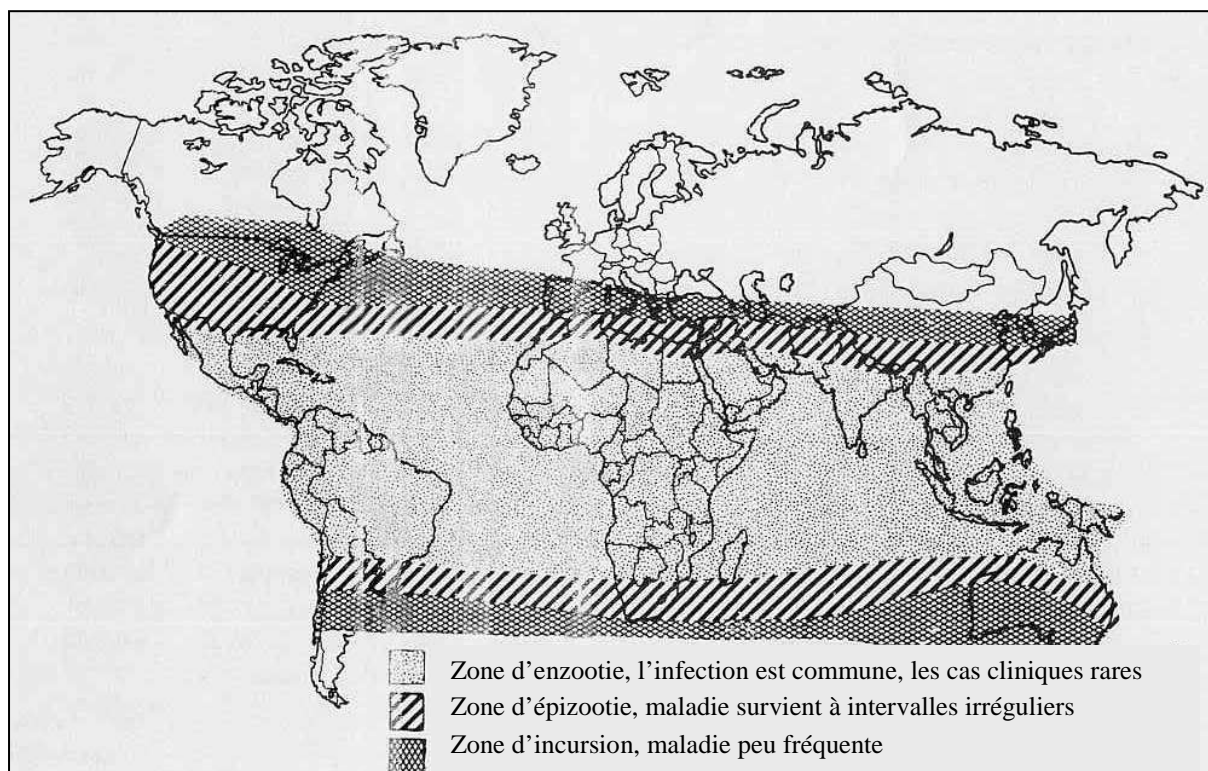 Zone d’enzootie, l’infection est commune, les cas cliniques rares
Zone d’épizootie, maladie survient à intervalles irréguliers
Zone d’incursion, maladie peu fréquente